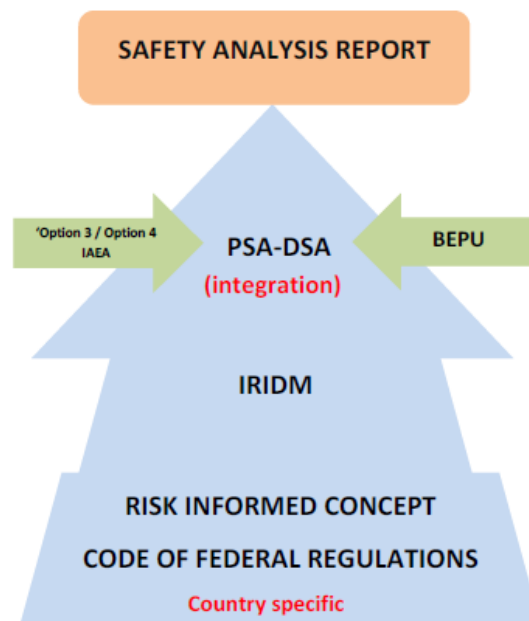 SAFETY ANALYSIS REPORT
'Option 3 / Option 4
IAEA
PSA-DSA
(integration)
BEPU
IRIDM
RISK INFORMED CONCEPT
CODE OF FEDERAL REGULATIONS
Country specific